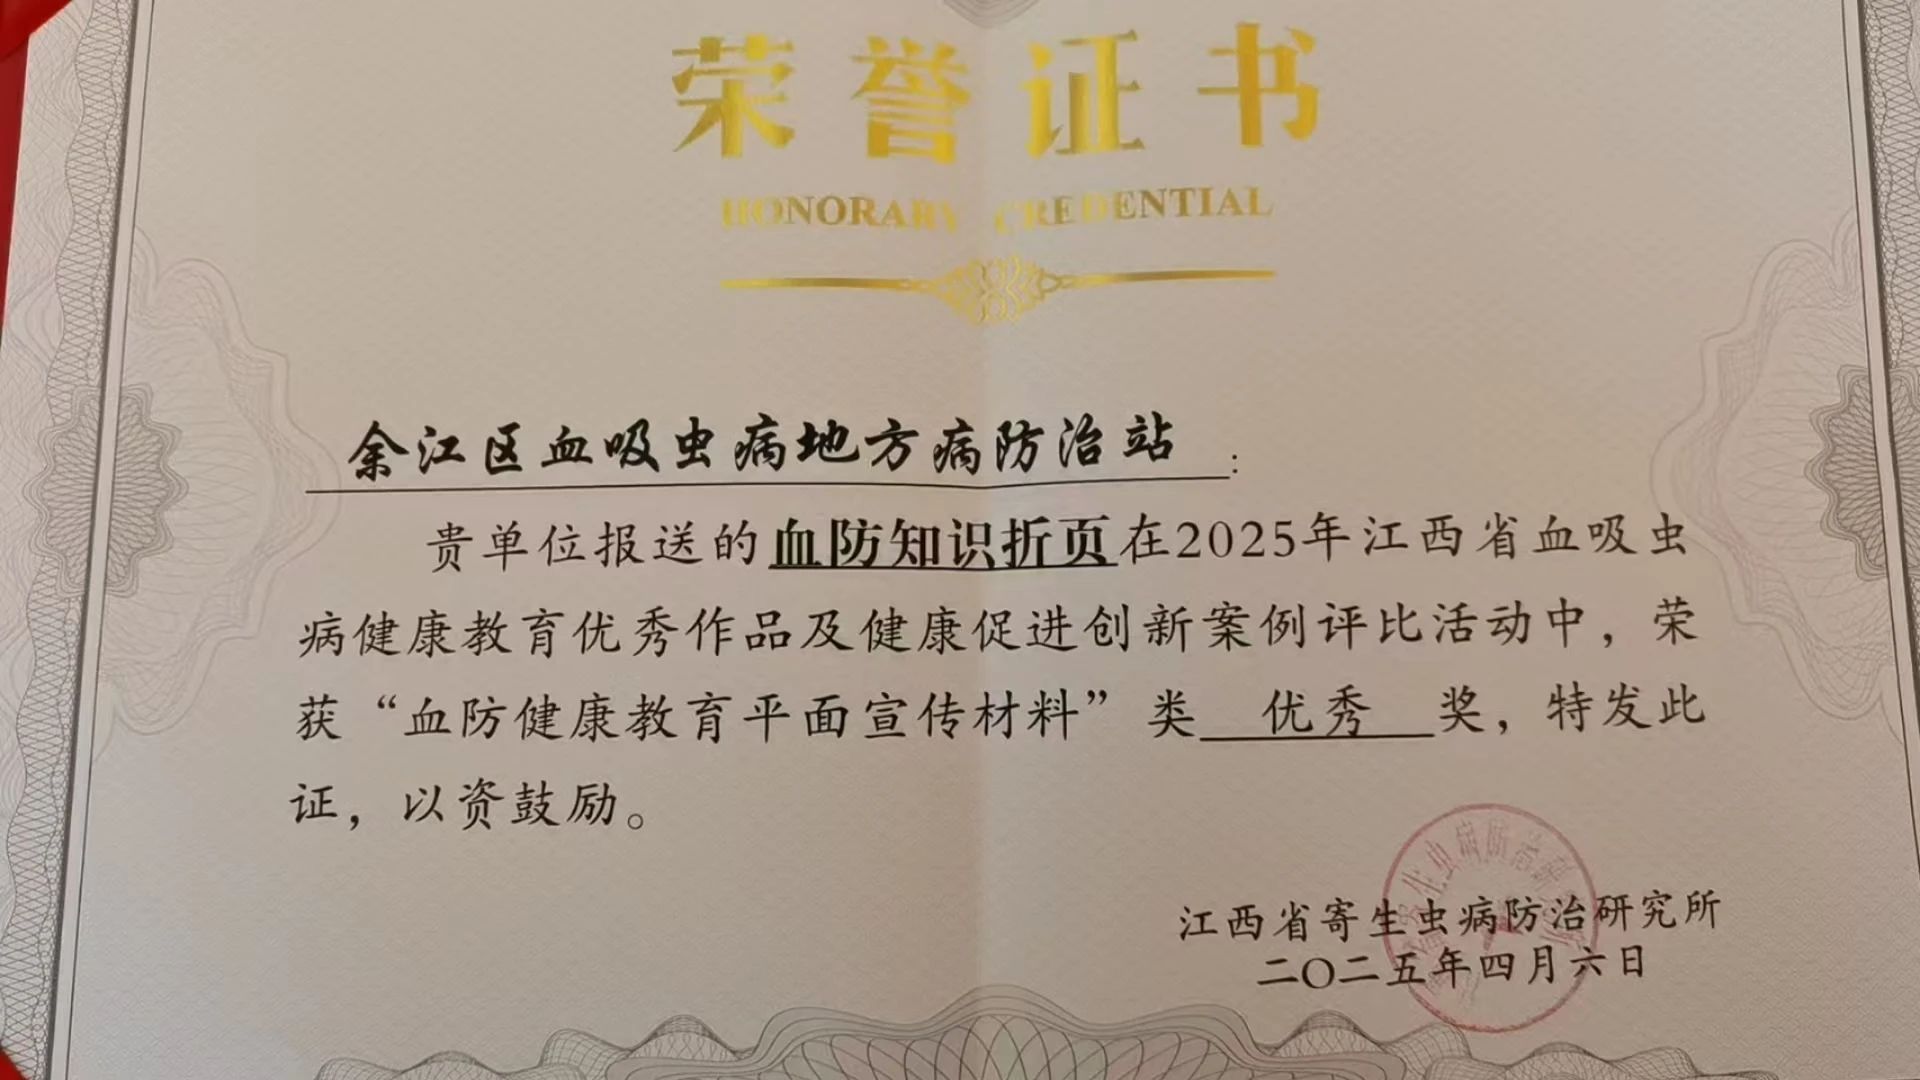 荣誉证书
HONORARY CREDENTIAL
余江区血吸虫病地方病防治站:
贵单位报送的血防知识折页在2025年江西省血吸虫
病健康教育优秀作品及健康促进创新案例评比活动中，荣
获“血防健康教育平面宣传材料”类 优秀 奖，特发此
证，以资鼓励。
江西省寄生虫病防治研究所
二〇二五年四月六日